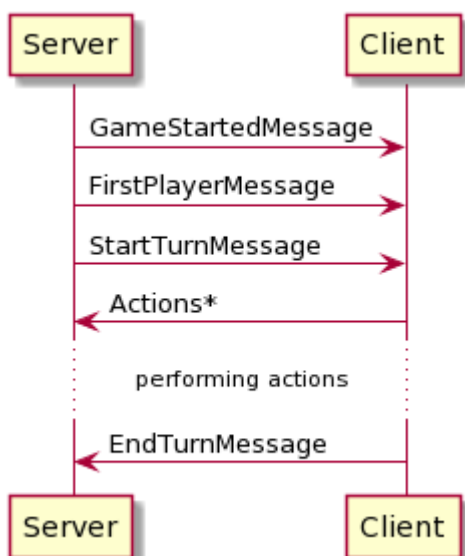 Server Client
GameStartedMessage
FirstPlayerMessage
StartTurnMessage
Actions*
performing actions
EndTurnMessage
Server Client